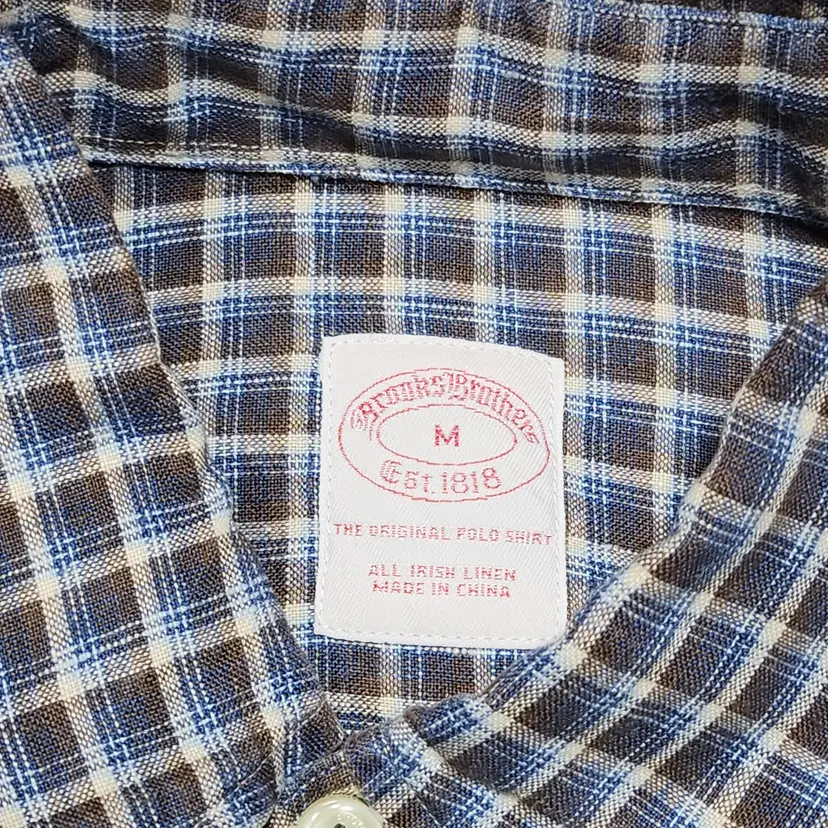 Brooks Brothers
M
Est. 1818
THE ORIGINAL POLO SHIRT
ALL IRISH LINEN
MADE IN CHINA